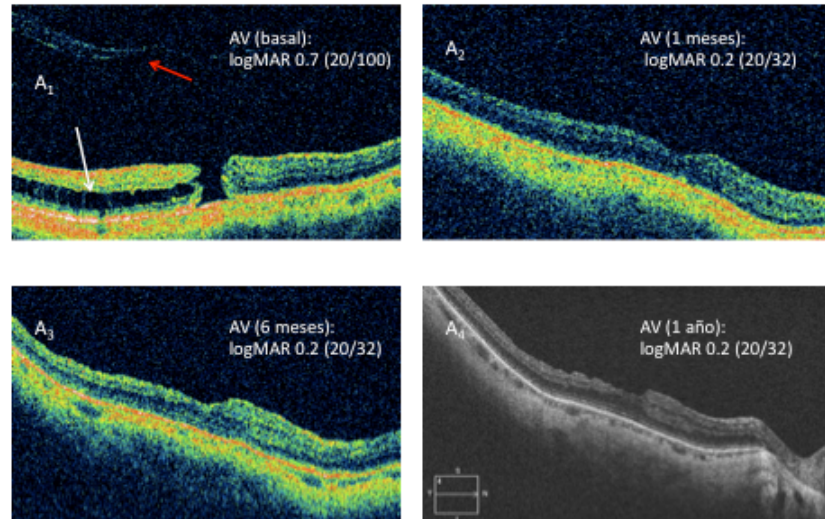 A1
AV (basal):
logMAR 0.7 (20/100)
A2
AV (1 meses):
logMAR 0.2 (20/32)
A3
AV (6 meses):
logMAR 0.2 (20/32)
A4
AV (1 año):
logMAR 0.2 (20/32)
S
T
N